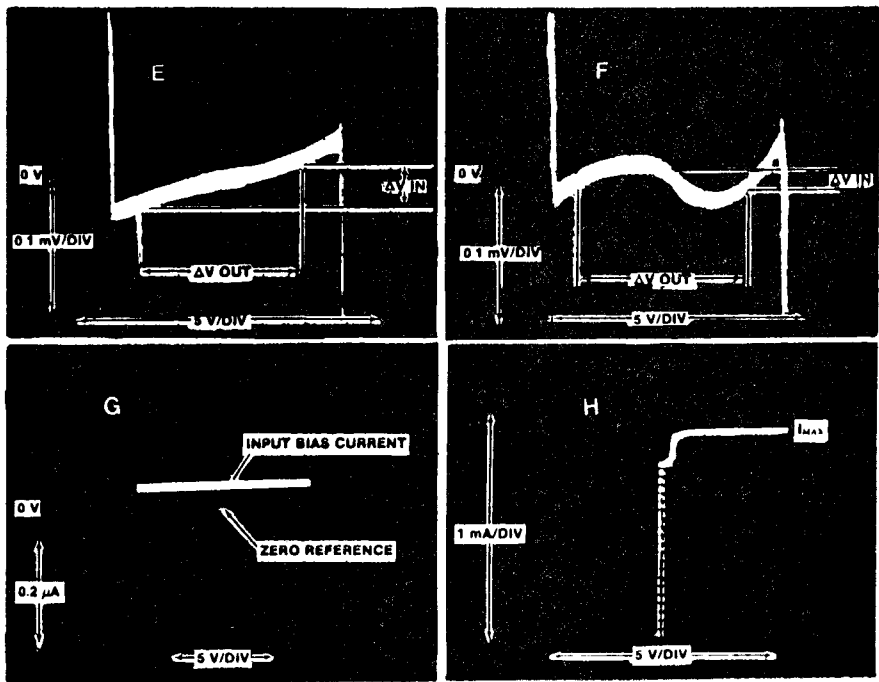 E
0 V
ΔV IN
0.1 mV/DIV
ΔV OUT
5 V/DIV
F
0 V
ΔV IN
0.1 mV/DIV
ΔV OUT
5 V/DIV
G
INPUT BIAS CURRENT
0 V
ZERO REFERENCE
0.2 μA
5 V/DIV
H
IMAX
1 mA/DIV
5 V/DIV